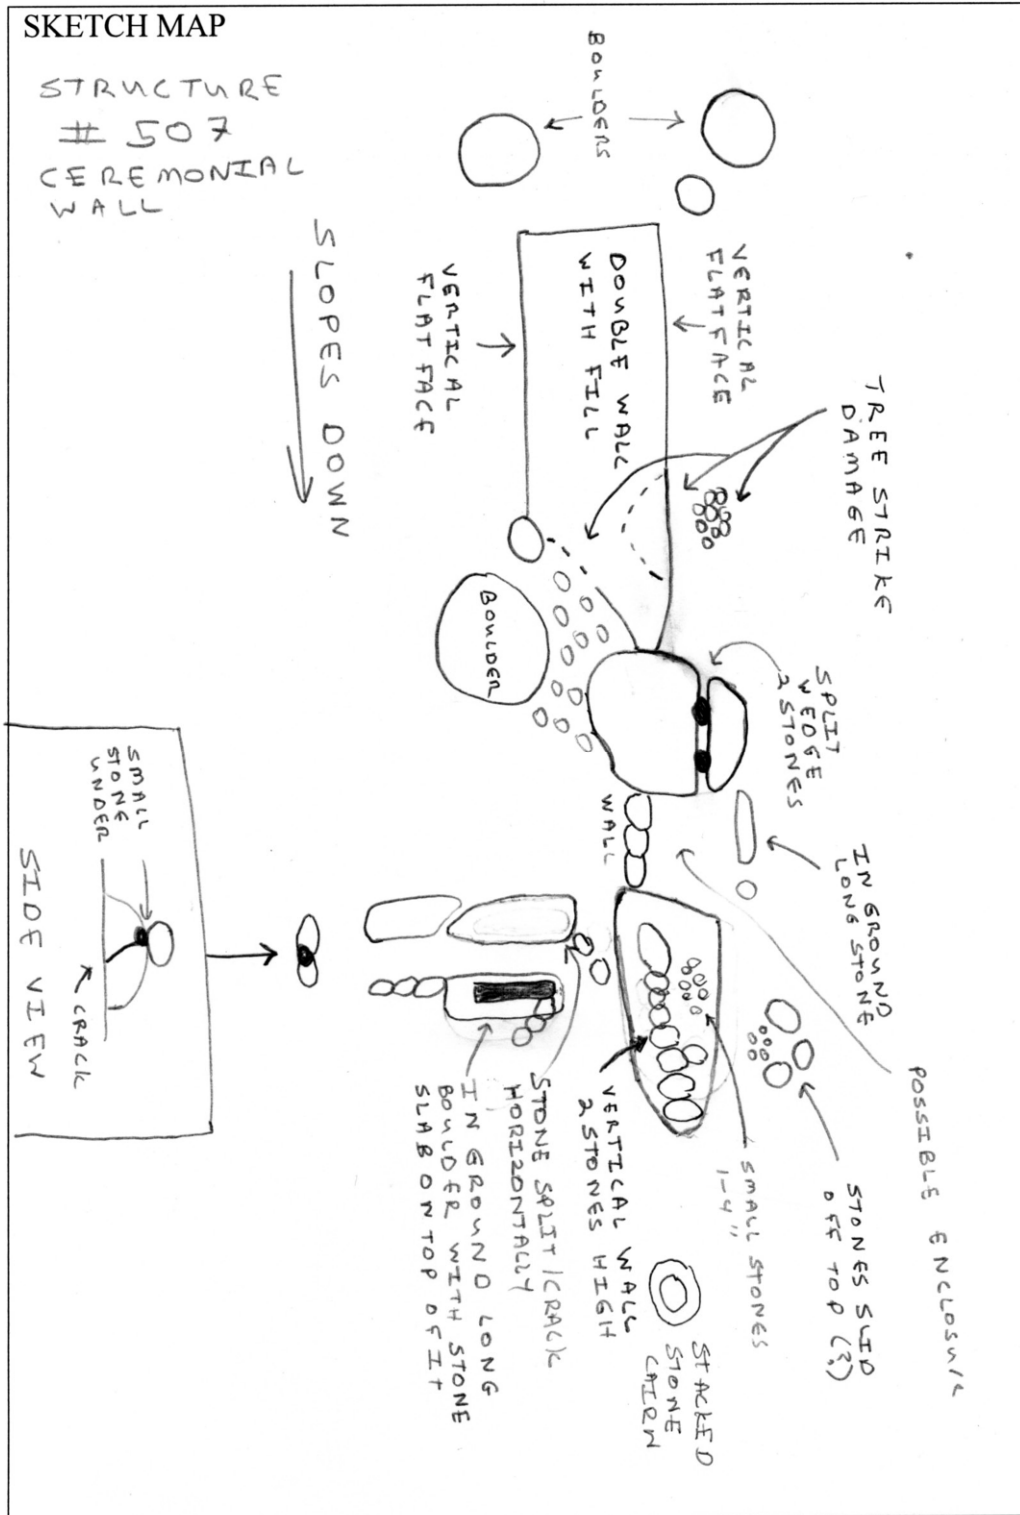 SKETCH MAP
STRUCTURE
# 507
CEREMONIAL
WALL
BOULDERS
SLOPES DOWN
VERTICAL
FLAT FACE
DOUBLE WALL
WITH FILL
VERTICAL
FLAT FACE
TREE STRIKE
DAMAGE
BOULDER
SPLIT
WEDGE
2 STONES
WALL
IN GROUND
LONG STONE
POSSIBLE ENCLOSURE
STONES SLID
OFF TOP (?)
SMALL STONES
1-4"
VERTICAL WALL
2 STONES HIGH
STACKED
STONE
CAIRN
STONE SPLIT/CRACK
HORIZONTALLY
IN GROUND LONG
BOULDER WITH STONE
SLAB ON TOP OF IT
SMALL
STONE
UNDER
CRACK
SIDE VIEW